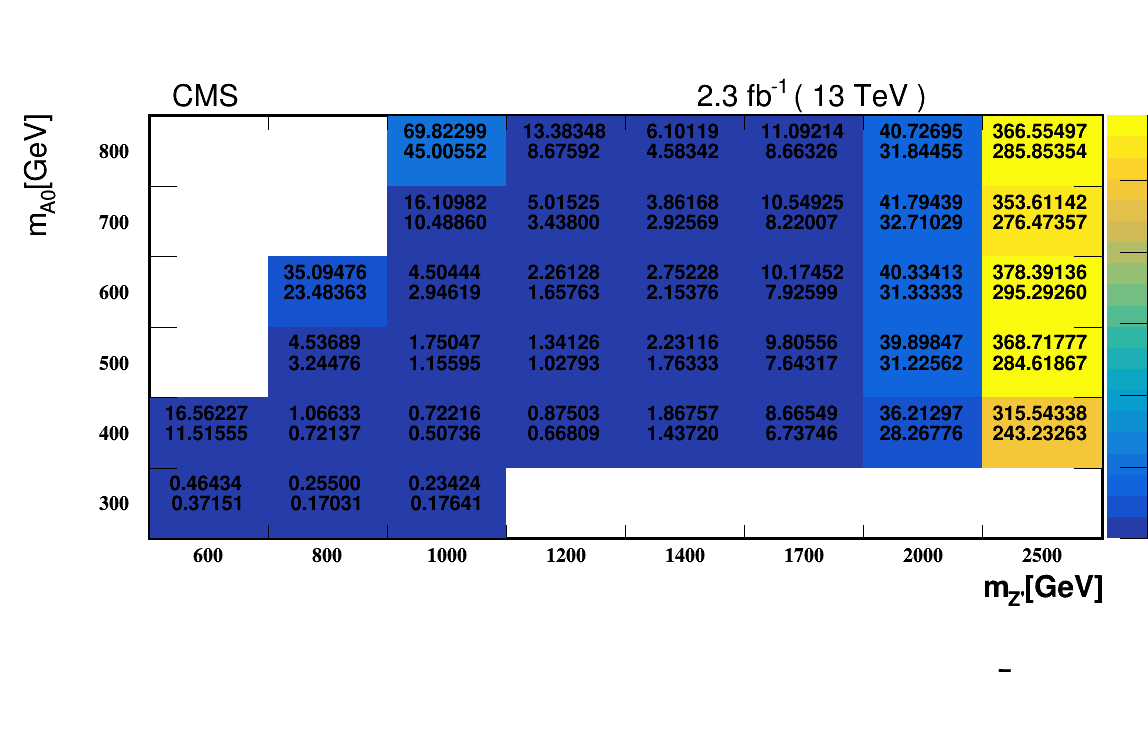 CMS 2.3 fb-1 ( 13 TeV )
mA0[GeV]
800 69.82299 13.38348 6.10119 11.09214 40.72695 366.55497
45.00552 8.67592 4.58342 8.66326 31.84455 285.85354
700 16.10982 5.01525 3.86168 10.54925 41.79439 353.61142
10.48860 3.43800 2.92569 8.22007 32.71029 276.47357
600 35.09476 4.50444 2.26128 2.75228 10.17452 40.33413 378.39136
23.48363 2.94619 1.65763 2.15376 7.92599 31.33333 295.29260
500 4.53689 1.75047 1.34126 2.23116 9.80556 39.89847 368.71777
3.24476 1.15595 1.02793 1.76333 7.64317 31.22562 284.61867
400 16.56227 1.06633 0.72216 0.87503 1.86757 8.66549 36.21297 315.54338
11.51555 0.72137 0.50736 0.66809 1.43720 6.73746 28.26776 243.23263
300 0.46434 0.25500 0.23424
0.37151 0.17031 0.17641
600 800 1000 1200 1400 1700 2000 2500
mZ'[GeV]